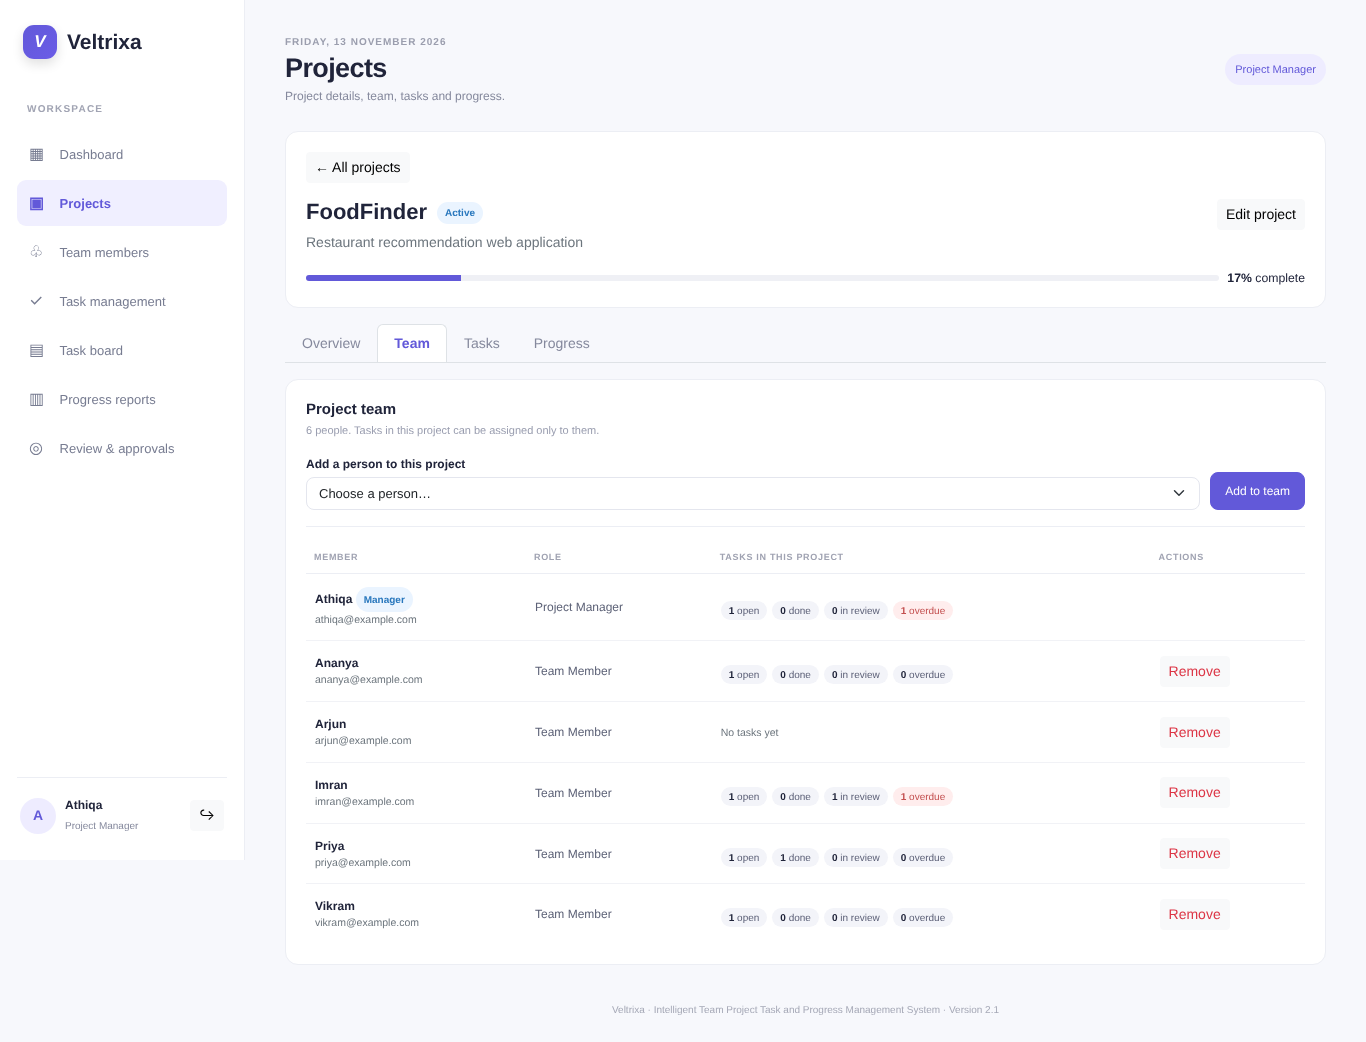 V Veltrixa
WORKSPACE
Dashboard
Projects
Team members
Task management
Task board
Progress reports
Review & approvals
A
Athiqa
Project Manager
FRIDAY, 13 NOVEMBER 2026
Projects
Project details, team, tasks and progress.
Project Manager
← All projects
FoodFinder Active
Edit project
Restaurant recommendation web application
17% complete
Overview Team Tasks Progress
Project team
6 people. Tasks in this project can be assigned only to them.
Add a person to this project
Choose a person… Add to team
MEMBER ROLE TASKS IN THIS PROJECT ACTIONS
Athiqa Manager
athiqa@example.com
Project Manager
1 open 0 done 0 in review 1 overdue
Ananya
ananya@example.com
Team Member
1 open 0 done 0 in review 0 overdue
Remove
Arjun
arjun@example.com
Team Member
No tasks yet
Remove
Imran
imran@example.com
Team Member
1 open 0 done 1 in review 1 overdue
Remove
Priya
priya@example.com
Team Member
1 open 1 done 0 in review 0 overdue
Remove
Vikram
vikram@example.com
Team Member
1 open 0 done 0 in review 0 overdue
Remove
Veltrixa · Intelligent Team Project Task and Progress Management System · Version 2.1